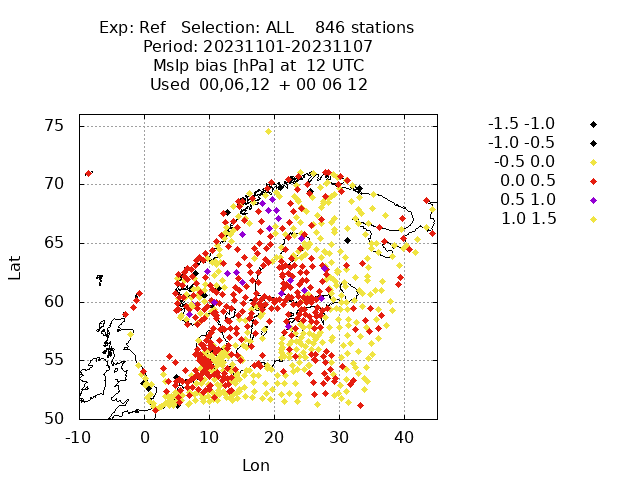 Exp: Ref Selection: ALL 846 stations
Period: 20231101-20231107
Mslp bias [hPa] at 12 UTC
Used 00,06,12 + 00 06 12
75
70
65
60
55
50
-10 0 10 20 30 40
Lat
Lon
-1.5 -1.0
-1.0 -0.5
-0.5 0.0
0.0 0.5
0.5 1.0
1.0 1.5